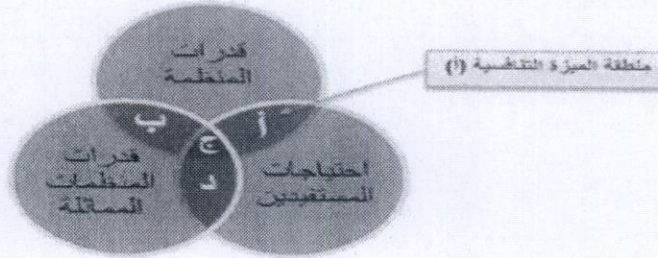 قدرات
المنظمة
منطقة الميزة التنافسية (أ)
ب
أ
ج
د
قدرات
المنظمات
المماثلة
احتياجات
المستفيدين